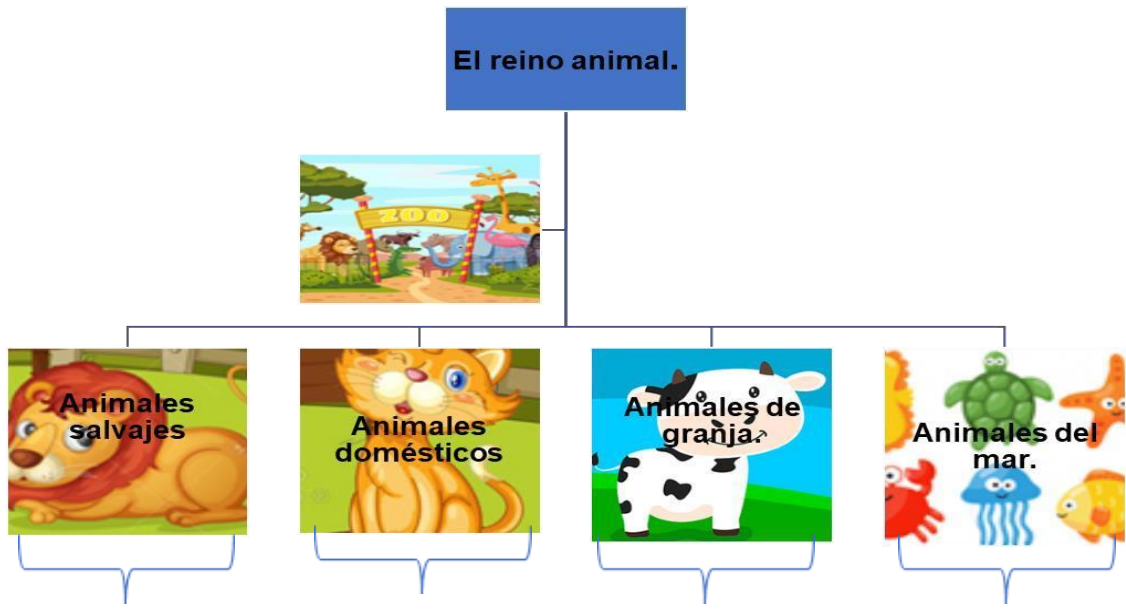 El reino animal.
ZOO
Animales
salvajes
Animales
domésticos
Animales de
granja.
Animales del
mar.